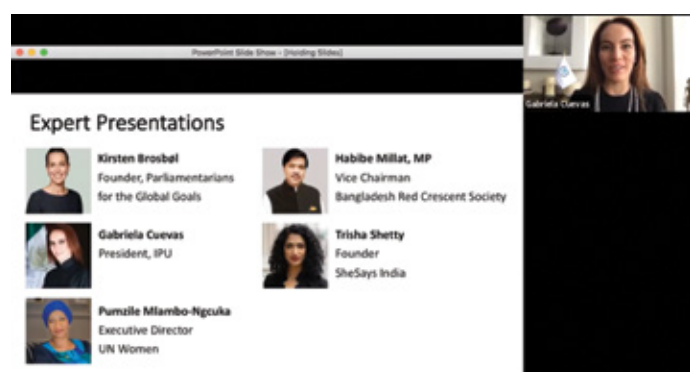 PowerPoint Slide Show - [Holding Slides]
Gabriela Cuevas
Expert Presentations
Kirsten Brosbøl
Founder, Parliamentarians
for the Global Goals
Habibe Millat, MP
Vice Chairman
Bangladesh Red Crescent Society
Gabriela Cuevas
President, IPU
Trisha Shetty
Founder
SheSays India
Pumzile Mlambo-Ngcuka
Executive Director
UN Women